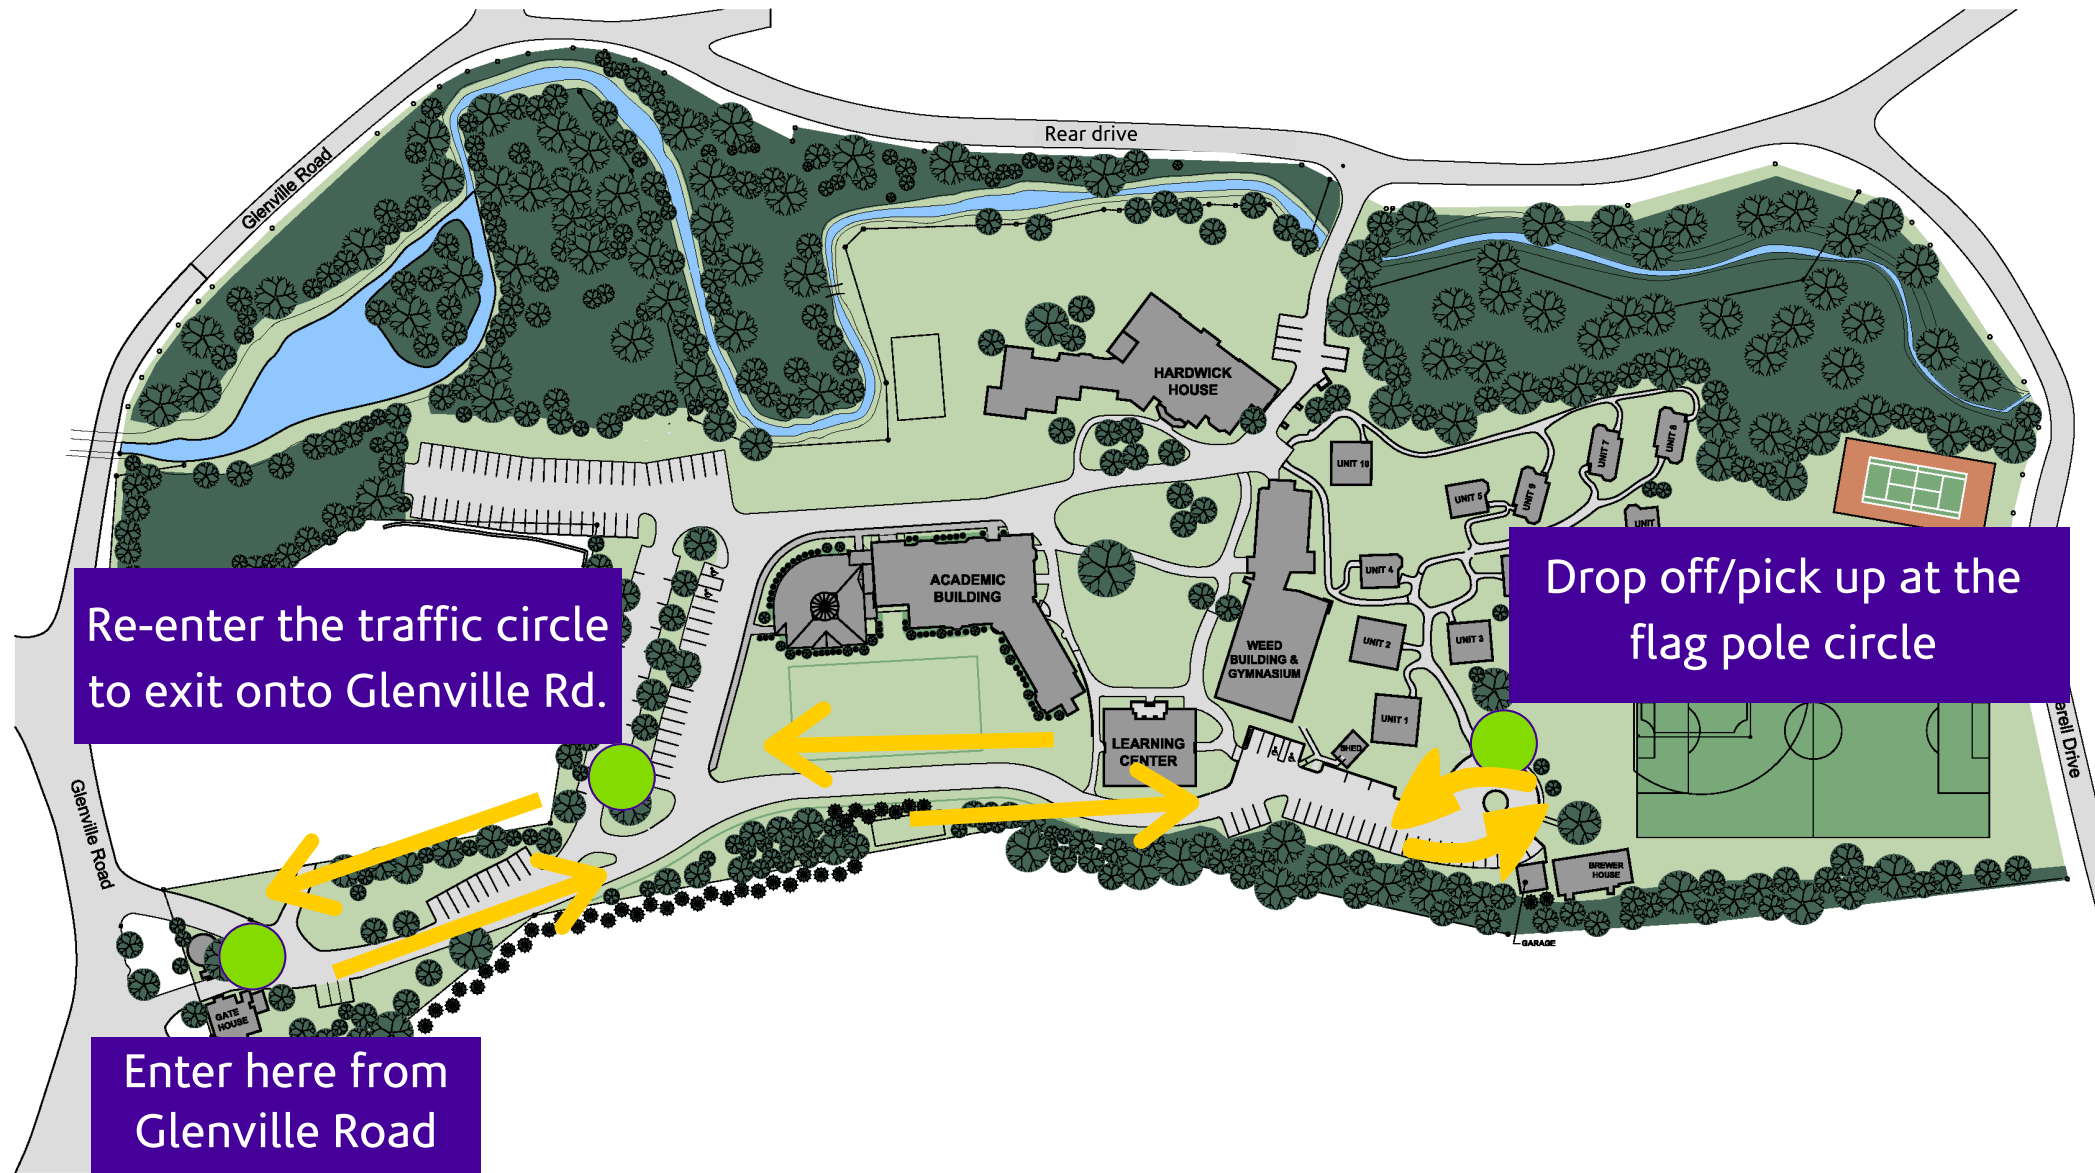 Rear drive
Glenville Road
HARDWICK
HOUSE
UNIT 10
UNIT 5
UNIT 9
UNIT 7
UNIT 8
UNIT
UNIT 4
UNIT 2
UNIT 3
UNIT 1
ACADEMIC
BUILDING
WEED
BUILDING &
GYMNASIUM
LEARNING
CENTER
SHED
BREWER
HOUSE
GARAGE
GATE
HOUSE
Glenville Road
erell Drive
Re-enter the traffic circle
to exit onto Glenville Rd.
Drop off/pick up at the
flag pole circle
Enter here from
Glenville Road